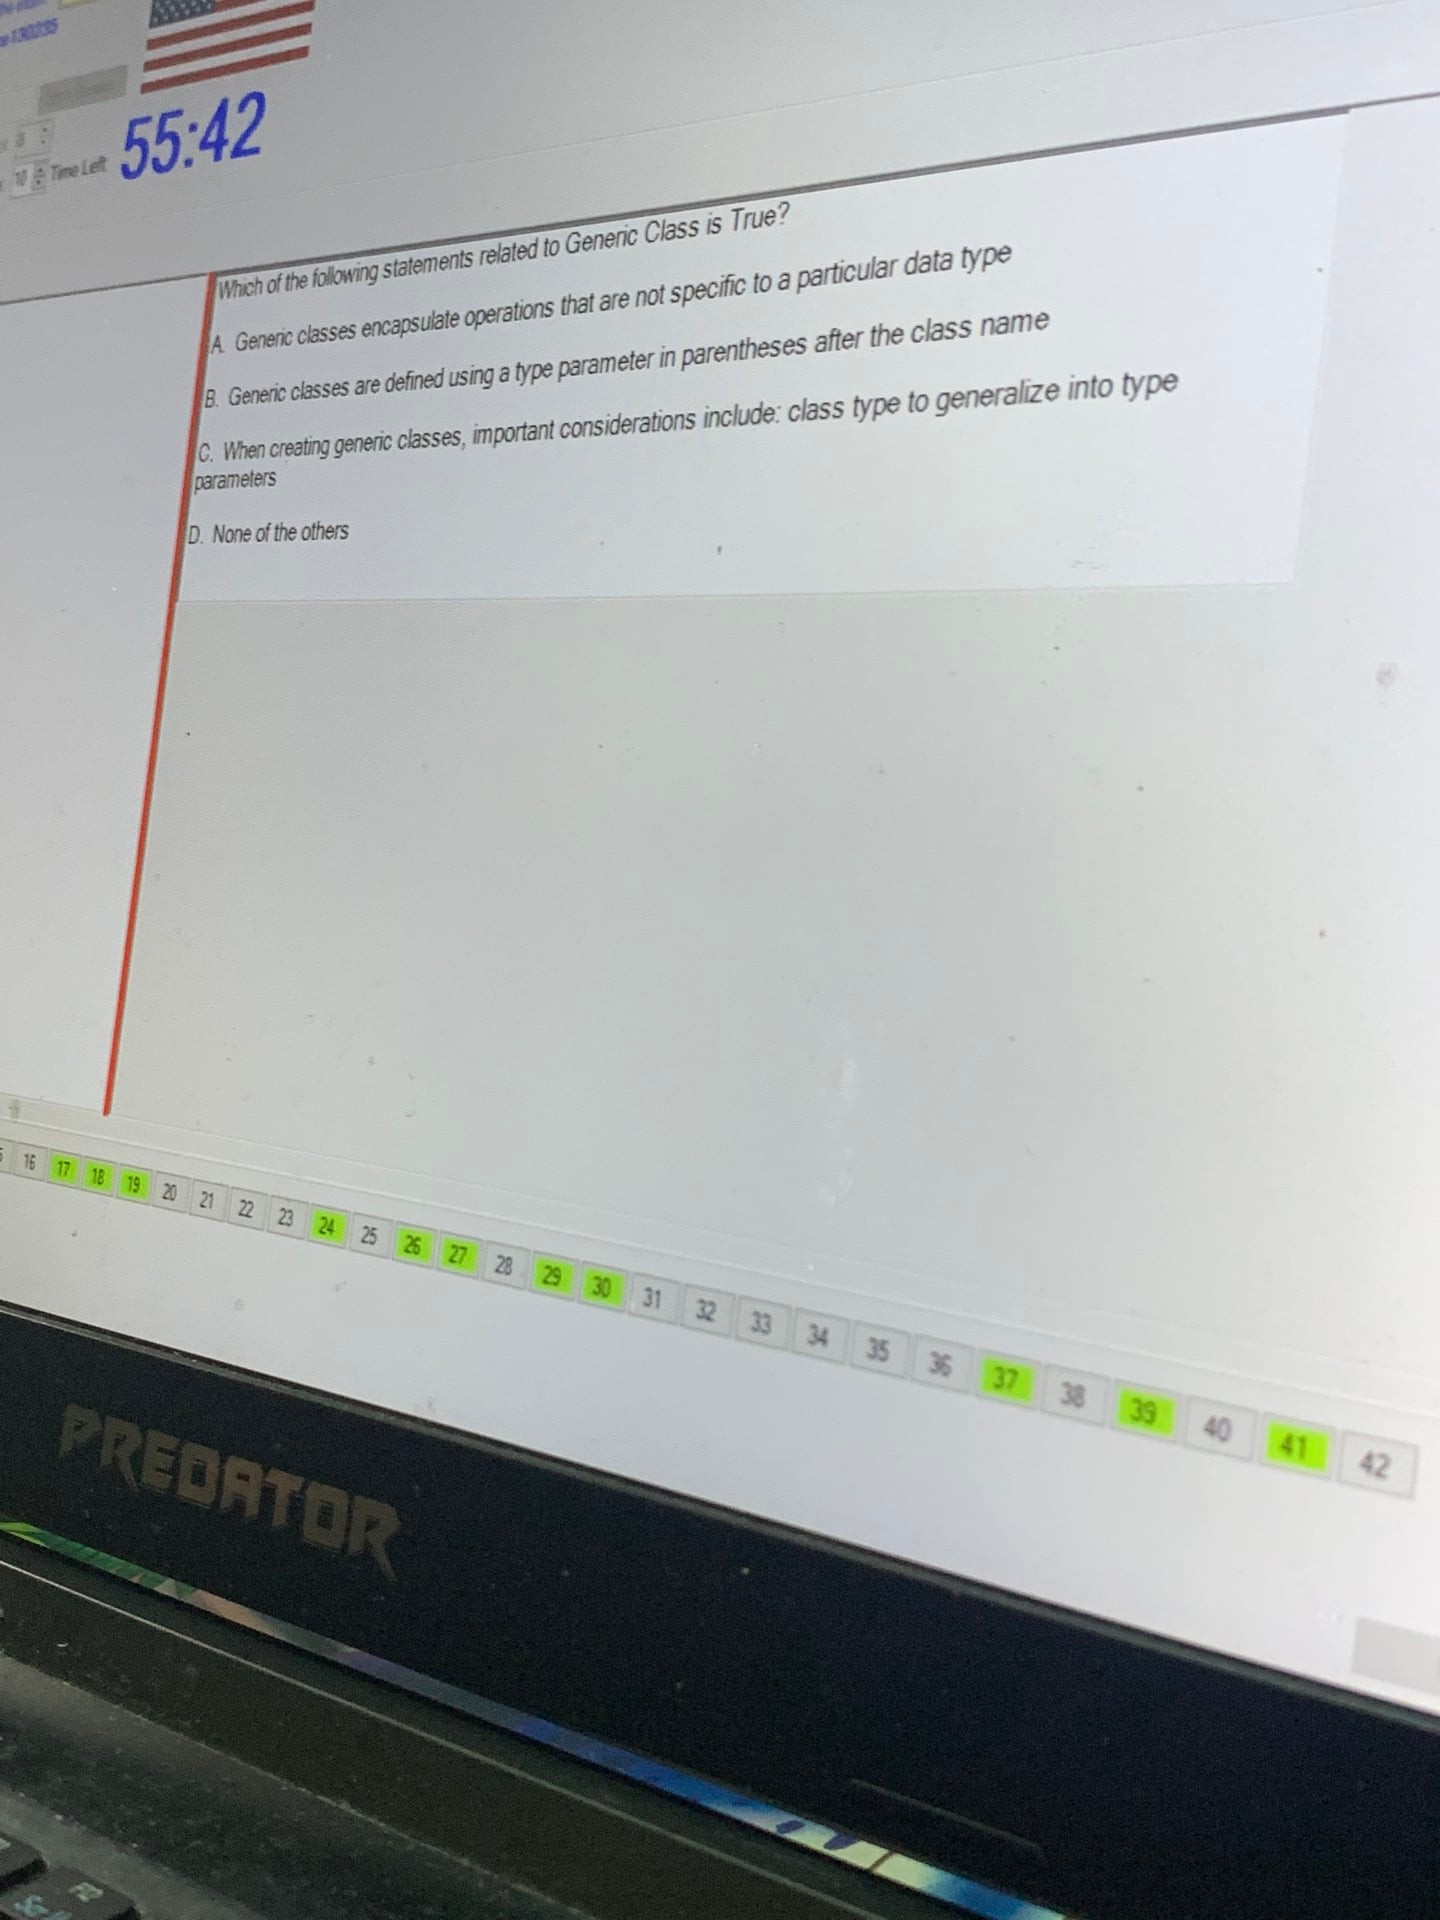 55:42
10
Time Left
Which of the following statements related to Generic Class is True?
A. Generic classes encapsulate operations that are not specific to a particular data type
B. Generic classes are defined using a type parameter in parentheses after the class name
C. When creating generic classes, important considerations include: class type to generalize into type
parameters
D. None of the others
16 17 18 19 20 21 22 23 24 25 26 27 28 29 30 31 32 33 34 35 36 37 38 39 40 41 42
PREDATOR